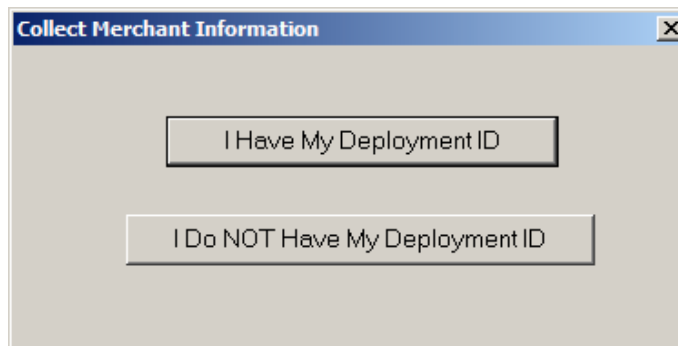 Collect Merchant Information
I Have My Deployment ID
I Do NOT Have My Deployment ID